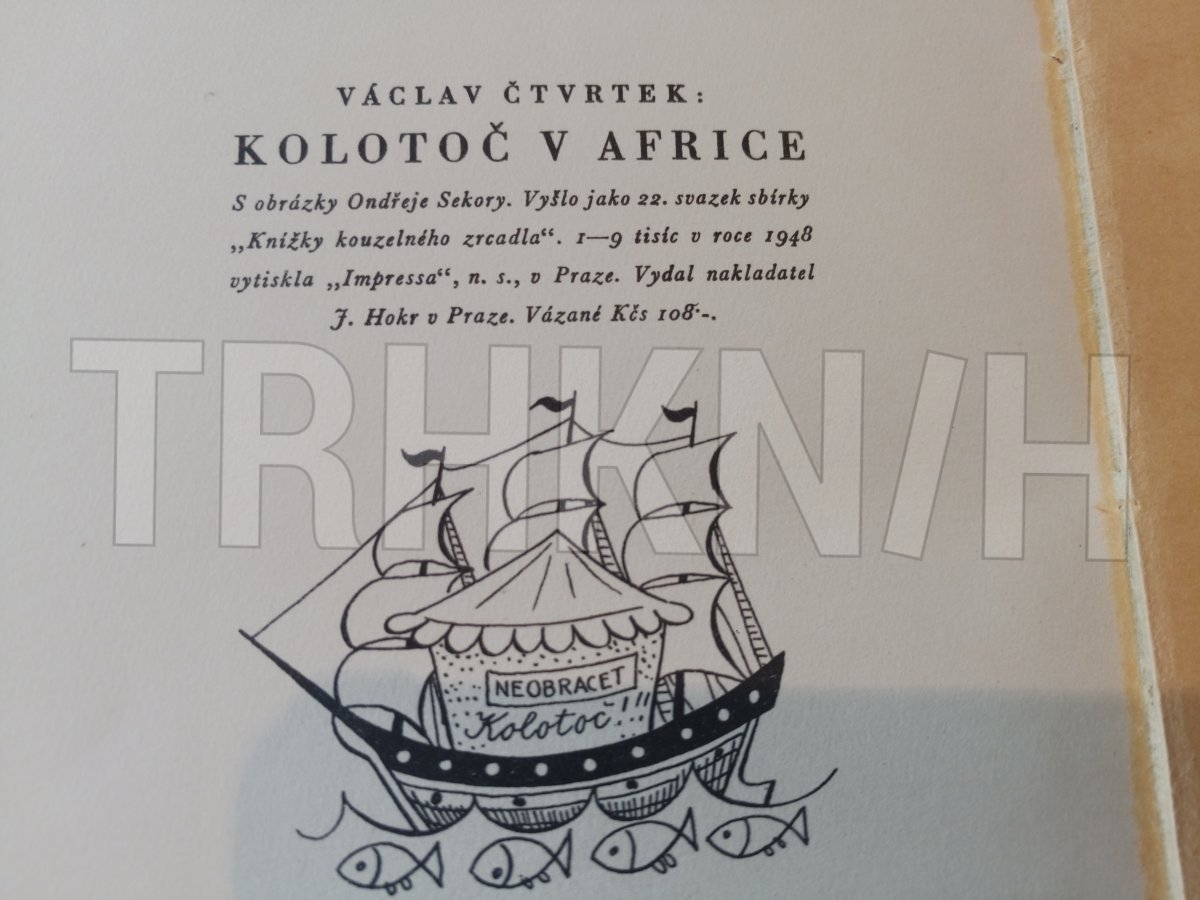 VÁCLAV ČTVRTEK:
KOLOTOČ V AFRICE
S obrázky Ondřeje Sekory. Vyšlo jako 22. svazek sbírky
„Knížky kouzelného zrcadla“. 1—9 tisíc v roce 1948
vytiskla „Impressa“, n. s., v Praze. Vydal nakladatel
J. Hokr v Praze. Vázané Kčs 108·-.
TRHKN/H
NEOBRACET
Kolotoč!!!